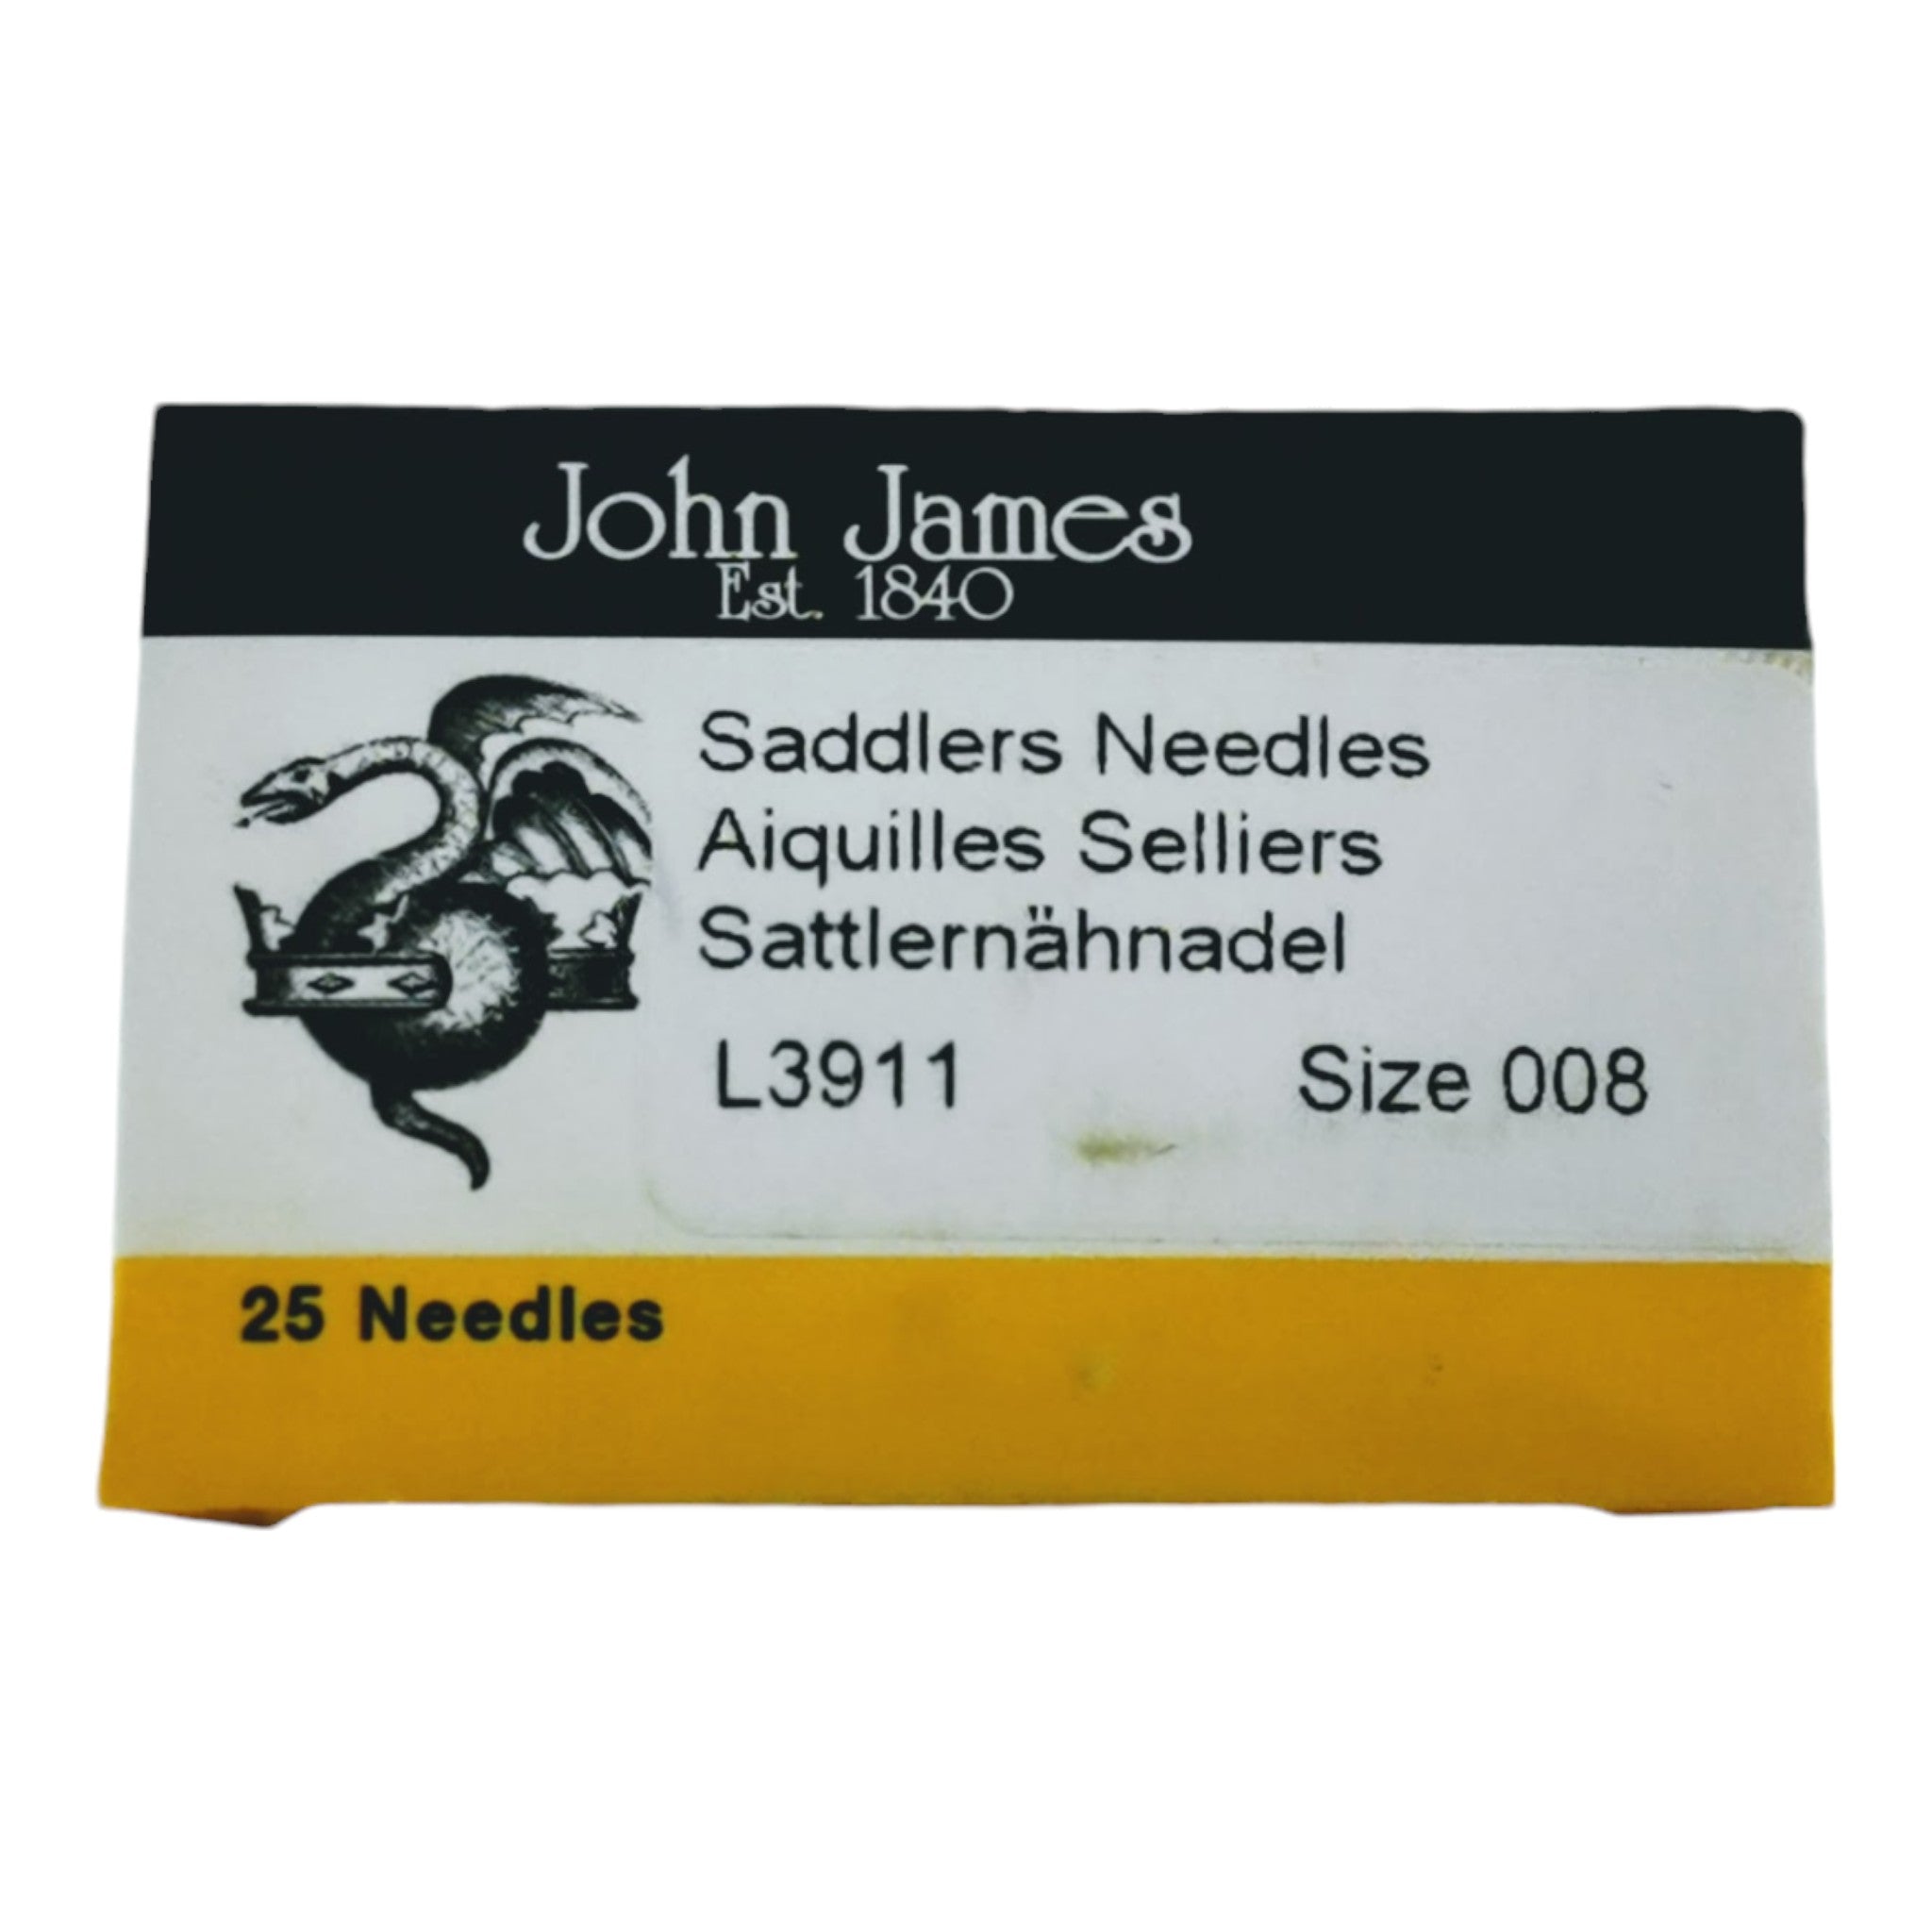 John James
Est. 1840
Saddlers Needles
Aiquilles Selliers
Sattlernähnadel
L3911 Size 008
25 Needles